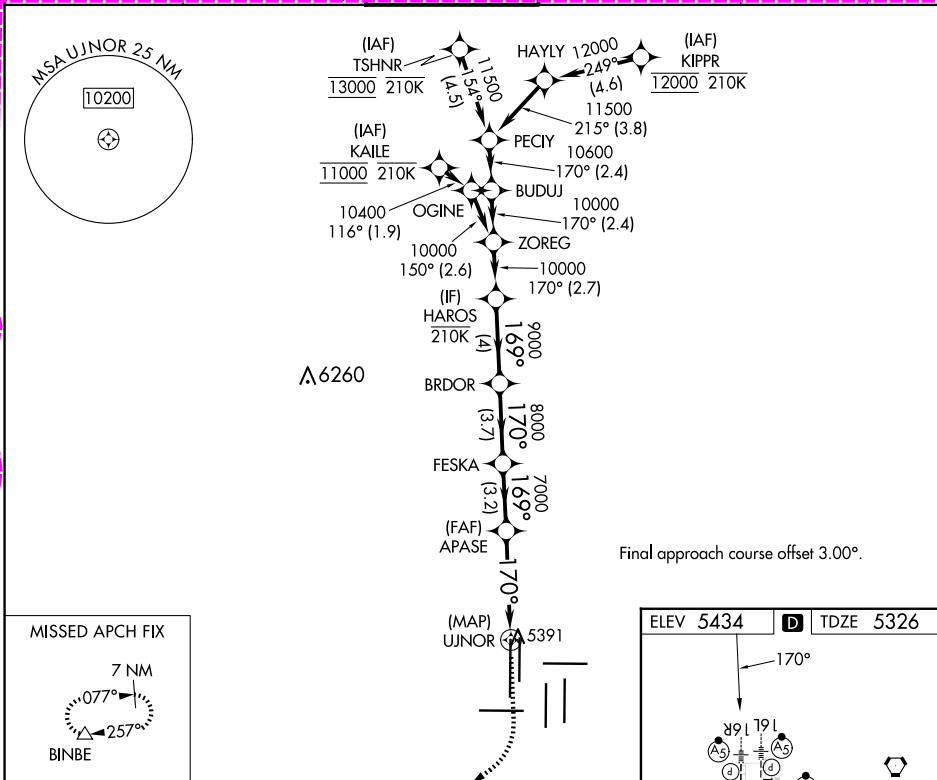 MSA UJNOR 25 NM
10200
(IAF)
TSHNR
13000 210K
11500
154°
(4.5)
HAYLY
12000
249°
(4.6)
(IAF)
KIPPR
12000 210K
11500
215° (3.8)
PECIY
(IAF)
KAILE
11000 210K
10600
170° (2.4)
BUDUJ
OGINE
10400
116° (1.9)
10000
170° (2.4)
10000
150° (2.6)
ZOREG
10000
170° (2.7)
(IF)
HAROS
210K
9000
169°
(4)
6260
BRDOR
8000
170°
(3.7)
FESKA
7000
169°
(3.2)
(FAF)
APASE
170°
Final approach course offset 3.00°.
(MAP)
UJNOR
5391
MISSED APCH FIX
7 NM
077°
257°
BINBE
ELEV 5434 D TDZE 5326
170°
16R 16L
A5 A5
P P